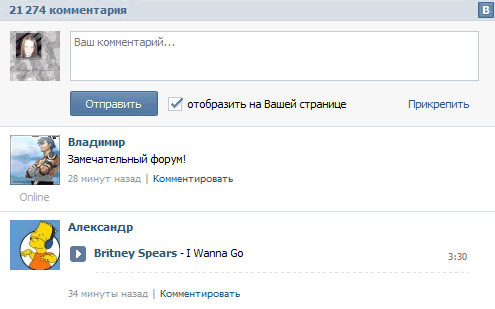 21 274 комментария
B
Ваш комментарий...
Отправить
отобразить на Вашей странице
Прикрепить
Владимир
Замечательный форум!
28 минут назад | Комментировать
Online
Александр
Britney Spears - I Wanna Go
3:30
34 минуты назад | Комментировать